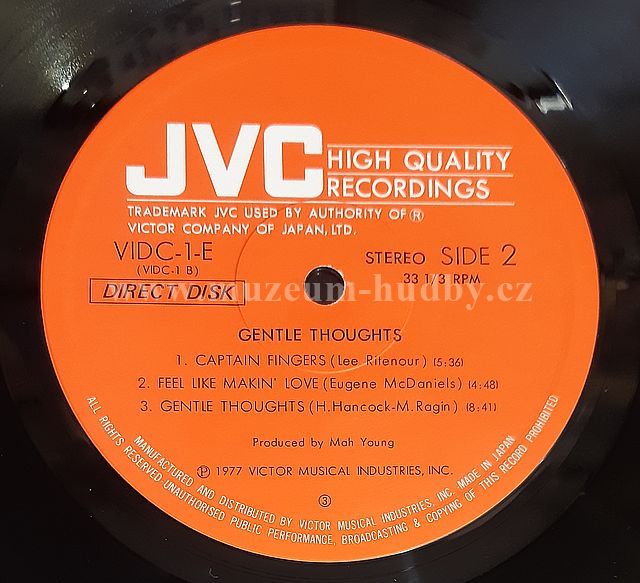 JVC HIGH QUALITY
RECORDINGS
TRADEMARK JVC USED BY AUTHORITY OF ®
VICTOR COMPANY OF JAPAN, LTD.
VIDC-1-E
(VIDC-1 B)
DIRECT DISK
STEREO SIDE 2
33 1/3 RPM
www.muzeum-hudby.cz
GENTLE THOUGHTS
1. CAPTAIN FINGERS (Lee Ritenour) (5:36)
2. FEEL LIKE MAKIN' LOVE (Eugene McDaniels) (4:48)
3. GENTLE THOUGHTS (H.Hancock-M.Ragin) (8:41)
Produced by Mah Young
Ⓟ 1977 VICTOR MUSICAL INDUSTRIES, INC.
③
MANUFACTURED AND DISTRIBUTED BY VICTOR MUSICAL INDUSTRIES, INC. MADE IN JAPAN
ALL RIGHTS RESERVED UNAUTHORISED PUBLIC PERFORMANCE, BROADCASTING & COPYING OF THIS RECORD PROHIBITED